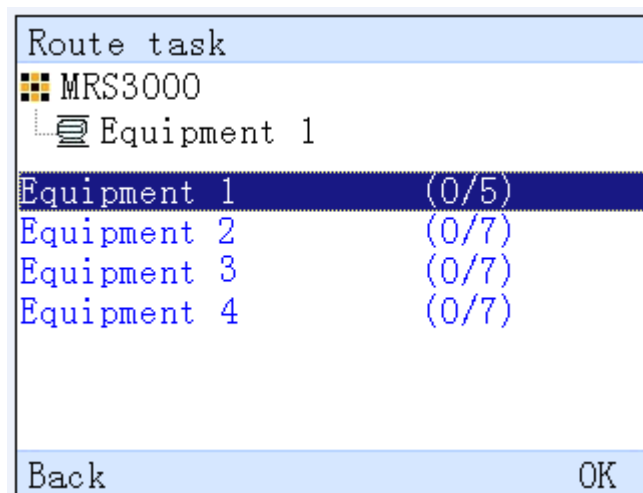 Route task
MRS3000
Equipment 1
Equipment 1 (0/5)
Equipment 2 (0/7)
Equipment 3 (0/7)
Equipment 4 (0/7)
Back OK